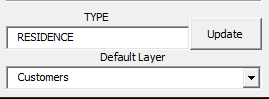 TYPE
RESIDENCE
Update
Default Layer
Customers